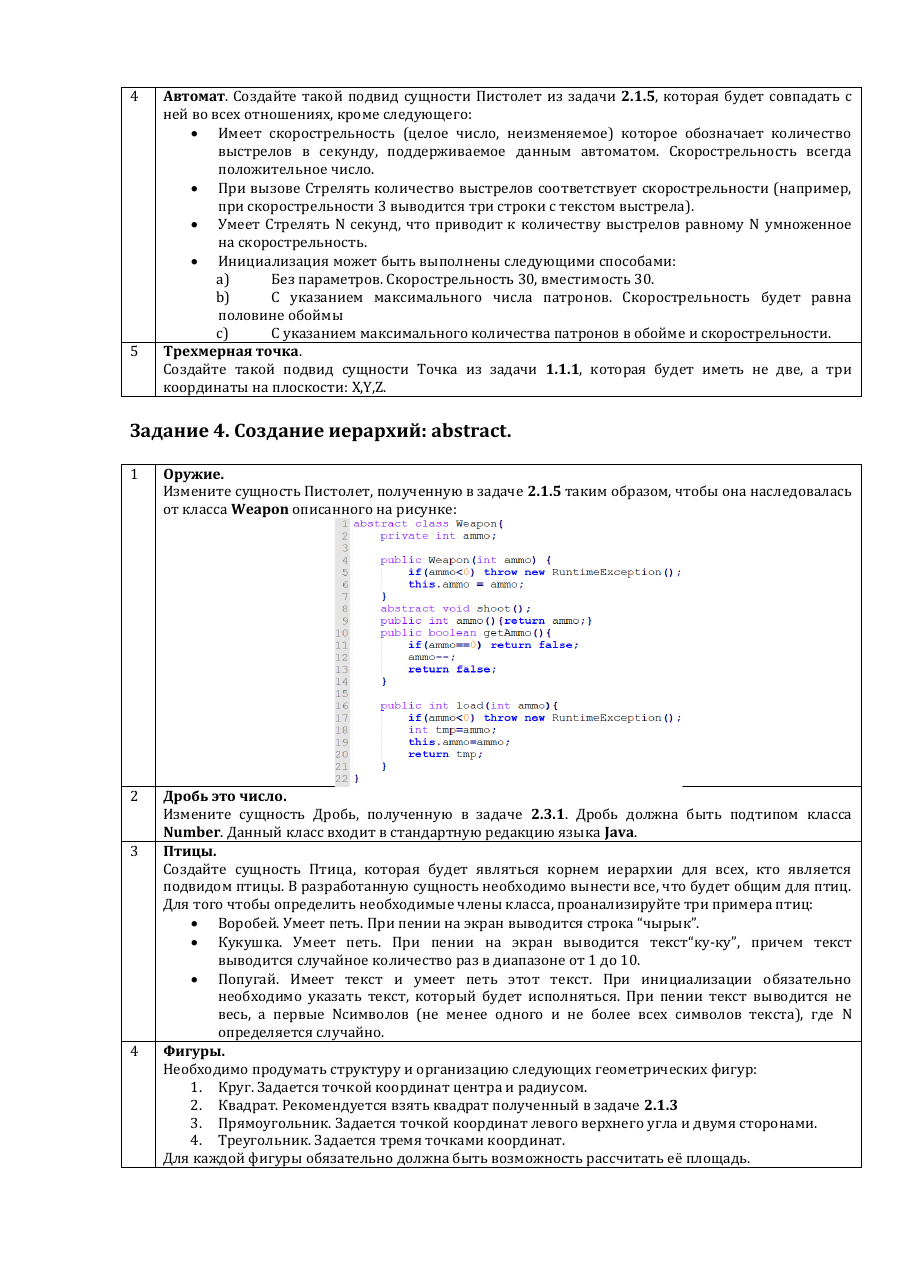 4 Автомат. Создайте такой подвид сущности Пистолет из задачи 2.1.5, которая будет совпадать с
ней во всех отношениях, кроме следующего:
• Имеет скорострельность (целое число, неизменяемое) которое обозначает количество
выстрелов в секунду, поддерживаемое данным автоматом. Скорострельность всегда
положительное число.
• При вызове Стрелять количество выстрелов соответствует скорострельности (например,
при скорострельности 3 выводится три строки с текстом выстрела).
• Умеет Стрелять N секунд, что приводит к количеству выстрелов равному N умноженное
на скорострельность.
• Инициализация может быть выполнены следующими способами:
a) Без параметров. Скорострельность 30, вместимость 30.
b) С указанием максимального числа патронов. Скорострельность будет равна
половине обоймы
c) С указанием максимального количества патронов в обойме и скорострельности.
5 Трехмерная точка.
Создайте такой подвид сущности Точка из задачи 1.1.1, которая будет иметь не две, а три
координаты на плоскости: X,Y,Z.
Задание 4. Создание иерархий: abstract.
1 Оружие.
Измените сущность Пистолет, полученную в задаче 2.1.5 таким образом, чтобы она наследовалась
от класса Weapon описанного на рисунке:
1 abstract class Weapon{
2 private int ammo;
3
4 public Weapon(int ammo) {
5 if(ammo<0) throw new RuntimeException();
6 this.ammo = ammo;
7 }
8 abstract void shoot();
9 public int ammo(){return ammo;}
10 public boolean getAmmo(){
11 if(ammo==0) return false;
12 ammo--;
13 return false;
14 }
15
16 public int load(int ammo){
17 if(ammo<0) throw new RuntimeException();
18 int tmp=ammo;
19 this.ammo=ammo;
20 return tmp;
21 }
22 }
2 Дробь это число.
Измените сущность Дробь, полученную в задаче 2.3.1. Дробь должна быть подтипом класса
Number. Данный класс входит в стандартную редакцию языка Java.
3 Птицы.
Создайте сущность Птица, которая будет являться корнем иерархии для всех, кто является
подвидом птицы. В разработанную сущность необходимо вынести все, что будет общим для птиц.
Для того чтобы определить необходимые члены класса, проанализируйте три примера птиц:
• Воробей. Умеет петь. При пении на экран выводится строка “чырык”.
• Кукушка. Умеет петь. При пении на экран выводится текст“ку-ку”, причем текст
выводится случайное количество раз в диапазоне от 1 до 10.
• Попугай. Имеет текст и умеет петь этот текст. При инициализации обязательно
необходимо указать текст, который будет исполняться. При пении текст выводится не
весь, а первые Nсимволов (не менее одного и не более всех символов текста), где N
определяется случайно.
4 Фигуры.
Необходимо продумать структуру и организацию следующих геометрических фигур:
1. Круг. Задается точкой координат центра и радиусом.
2. Квадрат. Рекомендуется взять квадрат полученный в задаче 2.1.3
3. Прямоугольник. Задается точкой координат левого верхнего угла и двумя сторонами.
4. Треугольник. Задается тремя точками координат.
Для каждой фигуры обязательно должна быть возможность рассчитать её площадь.